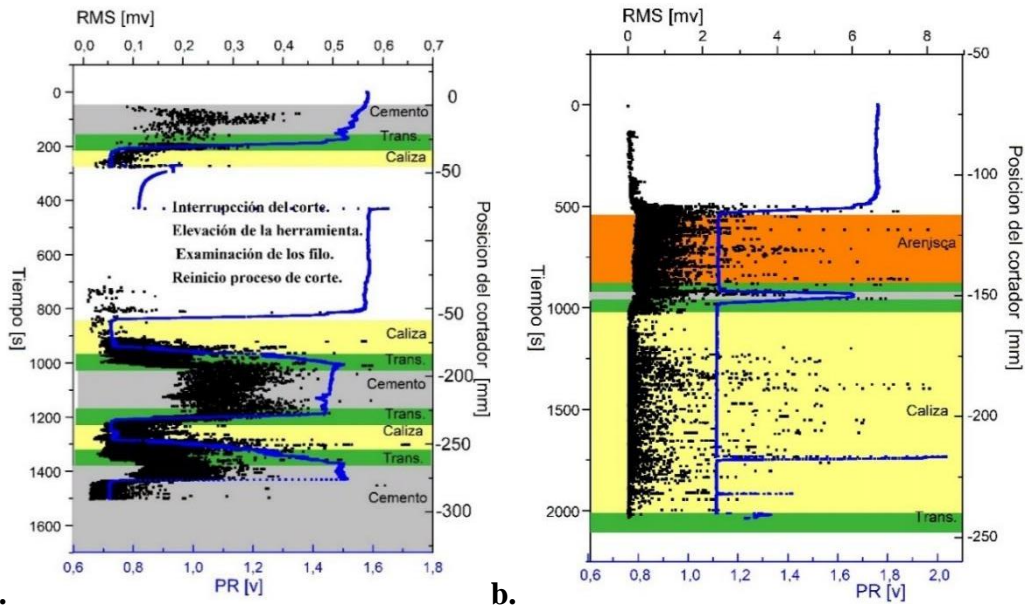 RMS [mv]
0,0 0,1 0,2 0,3 0,4 0,5 0,6 0,7
0
200
400
600
800
1000
1200
1400
1600
Tiempo [s]
Cemento
Trans.
Caliza
Interrupcción del corte.
Elevación de la herramienta.
Examinación de los filo.
Reinicio proceso de corte.
Caliza
Trans.
Cemento
Trans.
Caliza
Trans.
Cemento
0
-50
-50
-200
-250
-300
Posicion del cortador [mm]
0,6 0,8 1,0 1,2 1,4 1,6 1,8
PR [v]
.
RMS [mv]
0 2 4 6 8
0
500
1000
1500
2000
Tiempo [s]
Arenisca
Caliza
Trans.
-50
-100
-150
-200
-250
Posicion del cortador [mm]
0,6 0,8 1,0 1,2 1,4 1,6 1,8 2,0
PR [v]
b.